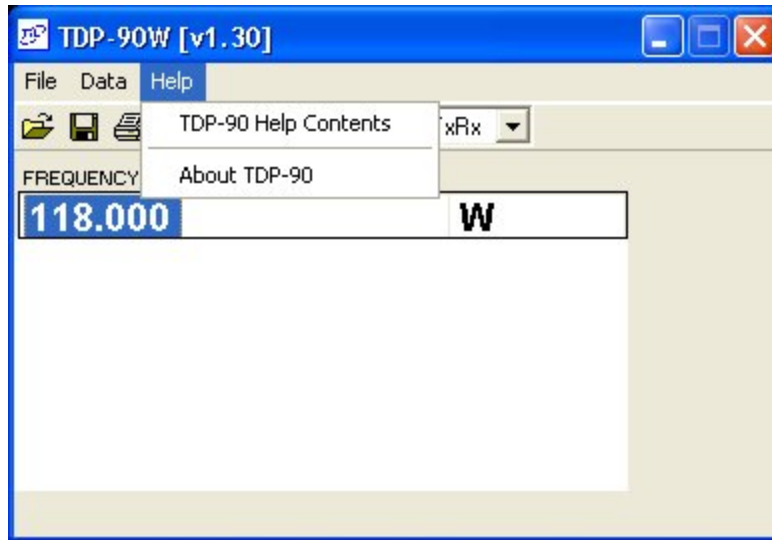 TDP-90W [v1.30]
File Data Help
TDP-90 Help Contents
xRx
About TDP-90
FREQUENCY
118.000 W